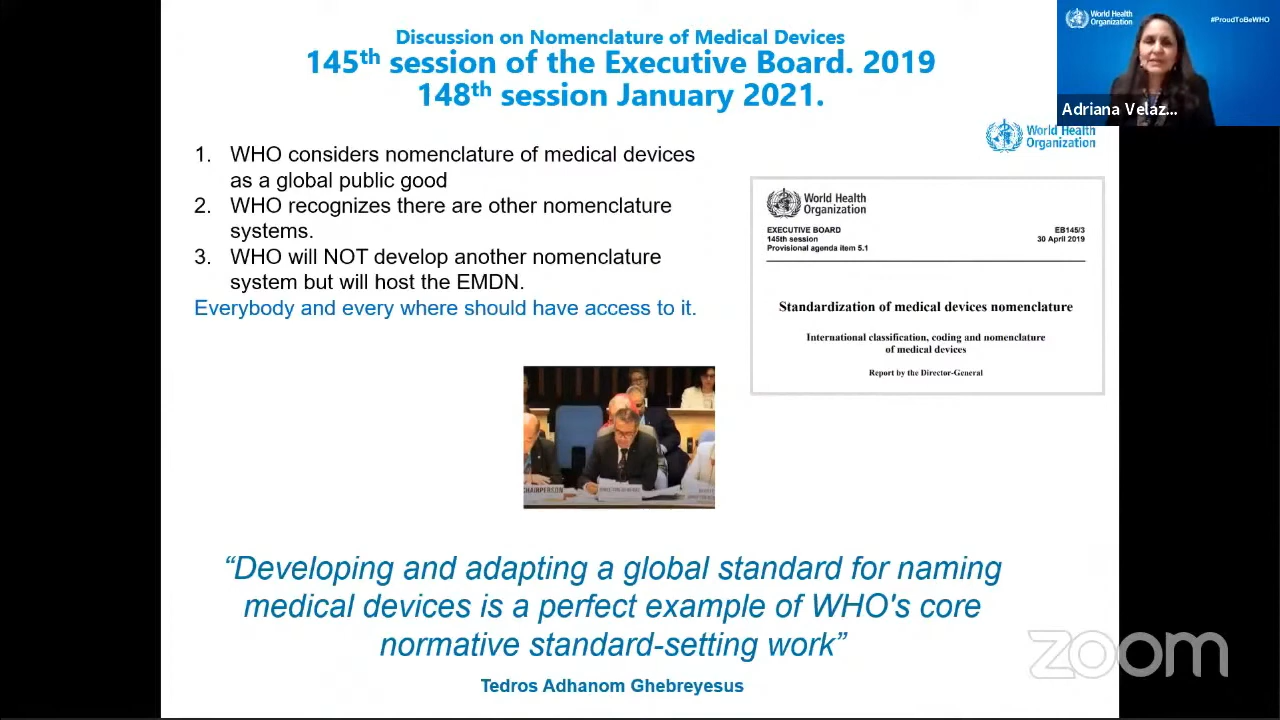 Discussion on Nomenclature of Medical Devices
145th session of the Executive Board. 2019
148th session January 2021.
World Health
Organization
#ProudToBeWHO
Adriana Velaz...
World Health
Organization
1. WHO considers nomenclature of medical devices
as a global public good
2. WHO recognizes there are other nomenclature
systems.
3. WHO will NOT develop another nomenclature
system but will host the EMDN.
Everybody and every where should have access to it.
World Health
Organization
EXECUTIVE BOARD
145th session
Provisional agenda item 5.1
EB145/3
30 April 2019
Standardization of medical devices nomenclature
International classification, coding and nomenclature
of medical devices
Report by the Director-General
CHAIRPERSON
DIRECTOR-GENERAL
“Developing and adapting a global standard for naming
medical devices is a perfect example of WHO's core
normative standard-setting work”
Tedros Adhanom Ghebreyesus
zoom